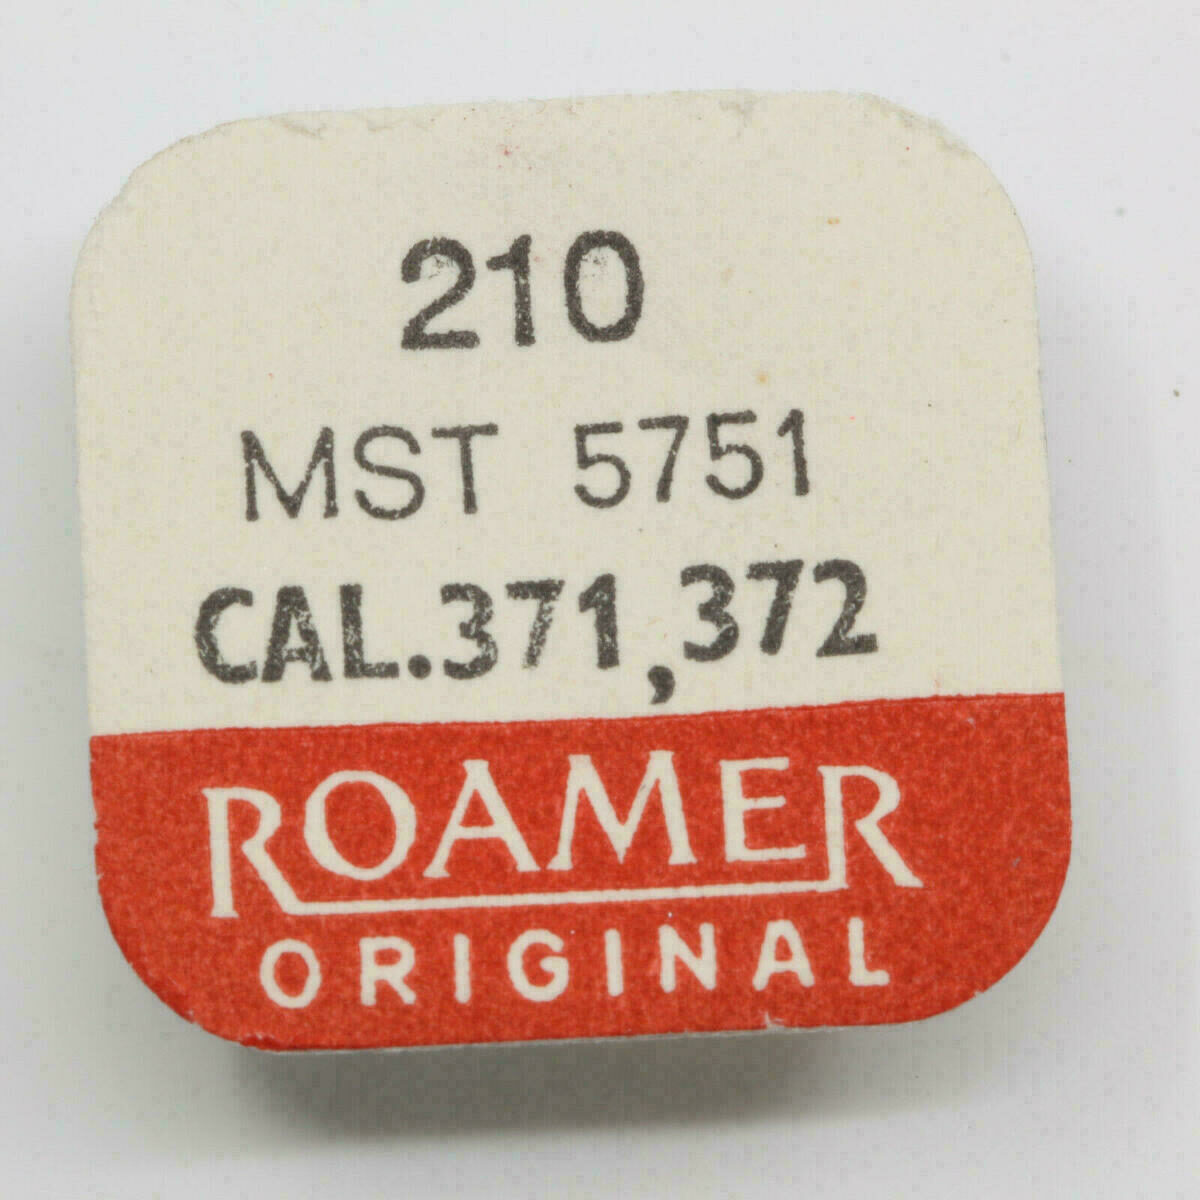 210
MST 5751
CAL.371,372
ROAMER
ORIGINAL